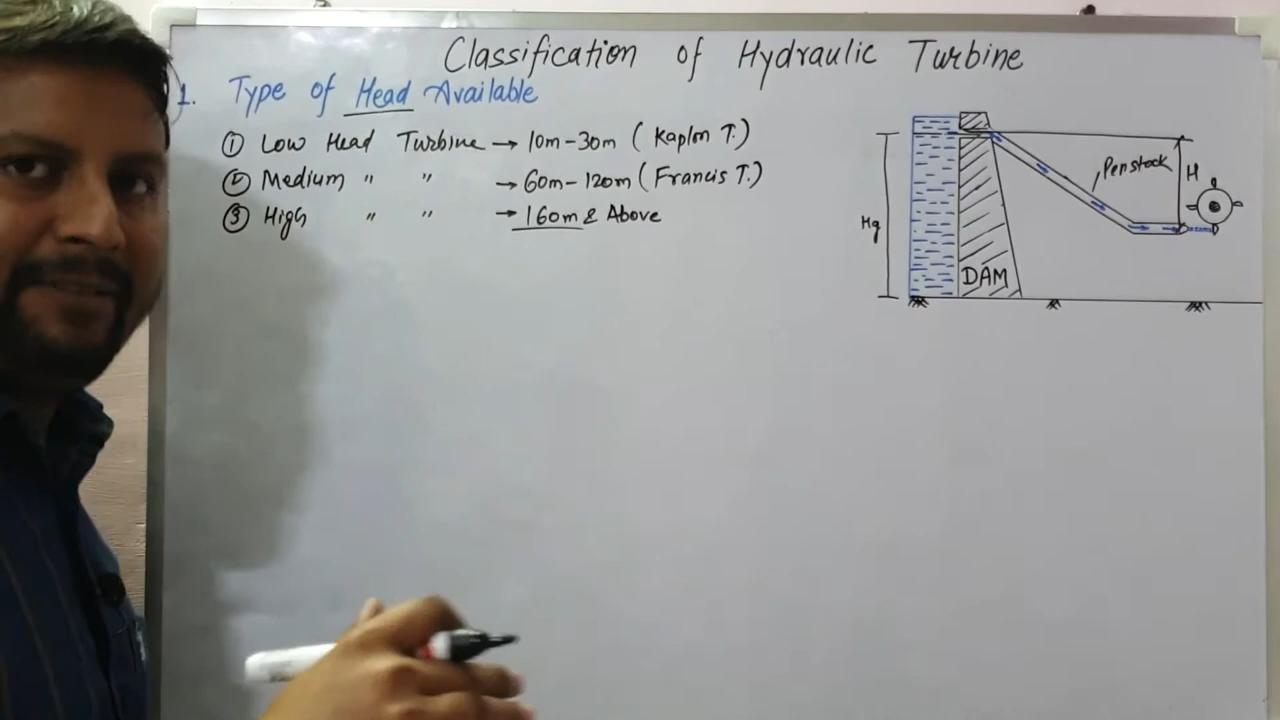 Classification of Hydraulic Turbine
1. Type of Head Available
① Low Head Turbine → 10m-30m (Kaplan T.)
② Medium " " → 60m-120m (Francis T.)
③ High " " → 160m & Above
Penstock
H
Hg
DAM